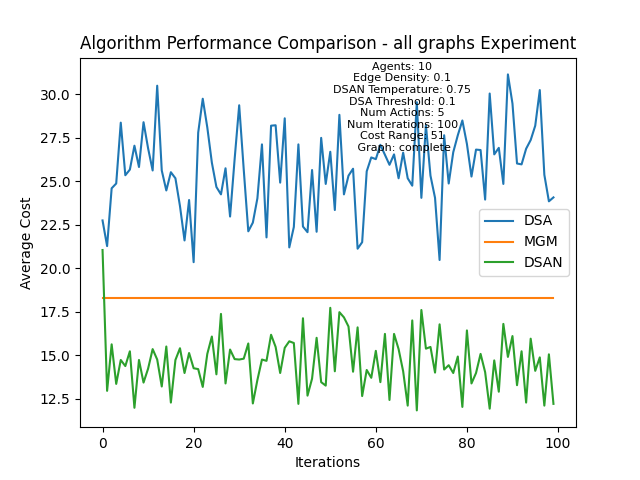 Algorithm Performance Comparison - all graphs Experiment
Agents: 10
Edge Density: 0.1
DSAN Temperature: 0.75
DSA Threshold: 0.1
Num Actions: 5
Num Iterations: 100
Cost Range: 51
Graph: complete
30.0
27.5
25.0
22.5
20.0
17.5
15.0
12.5
Average Cost
DSA
MGM
DSAN
0 20 40 60 80 100
Iterations